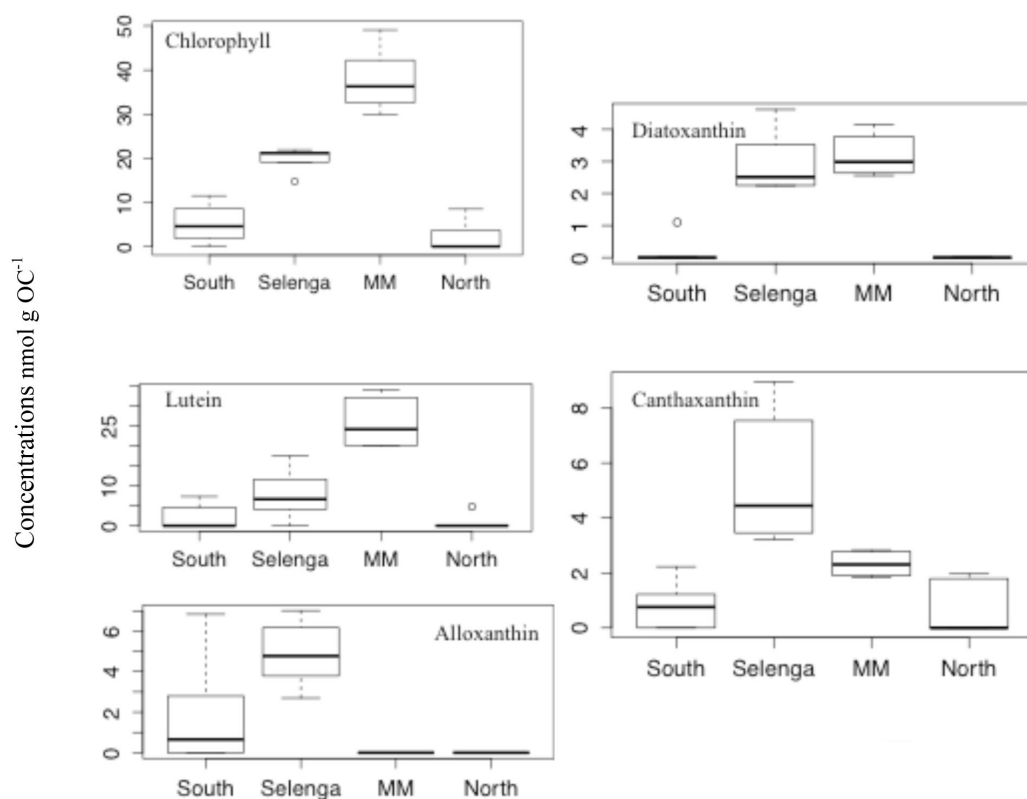 Concentrations nmol g OC⁻¹
Chlorophyll
50
40
30
20
10
0
South Selenga MM North
Diatoxanthin
4
3
2
1
0
South Selenga MM North
Lutein
25
10
0
South Selenga MM North
Canthaxanthin
8
6
4
2
0
South Selenga MM North
Alloxanthin
6
4
2
0
South Selenga MM North